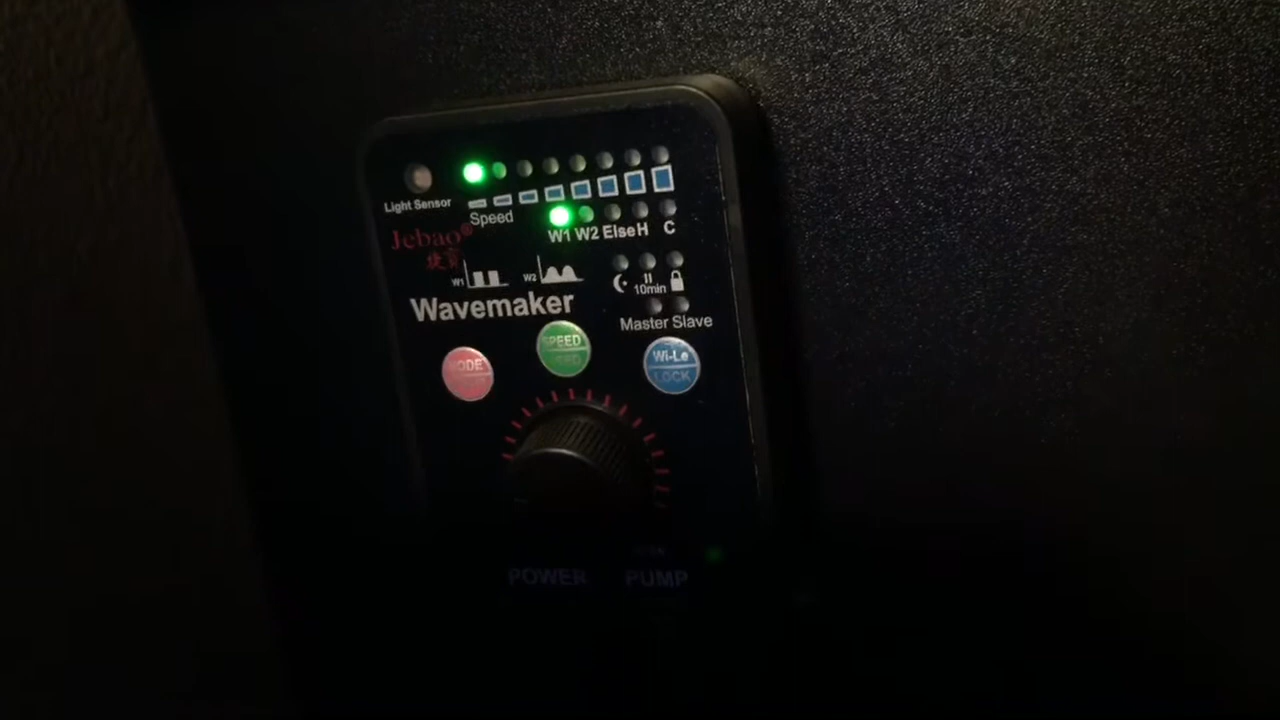 Light Sensor
Speed
W1 W2 Else H C
Jebao®
W1 W2
10min
Wavemaker
Master Slave
MODE
SPEED
Wi-Le
LOCK
POWER PUMP